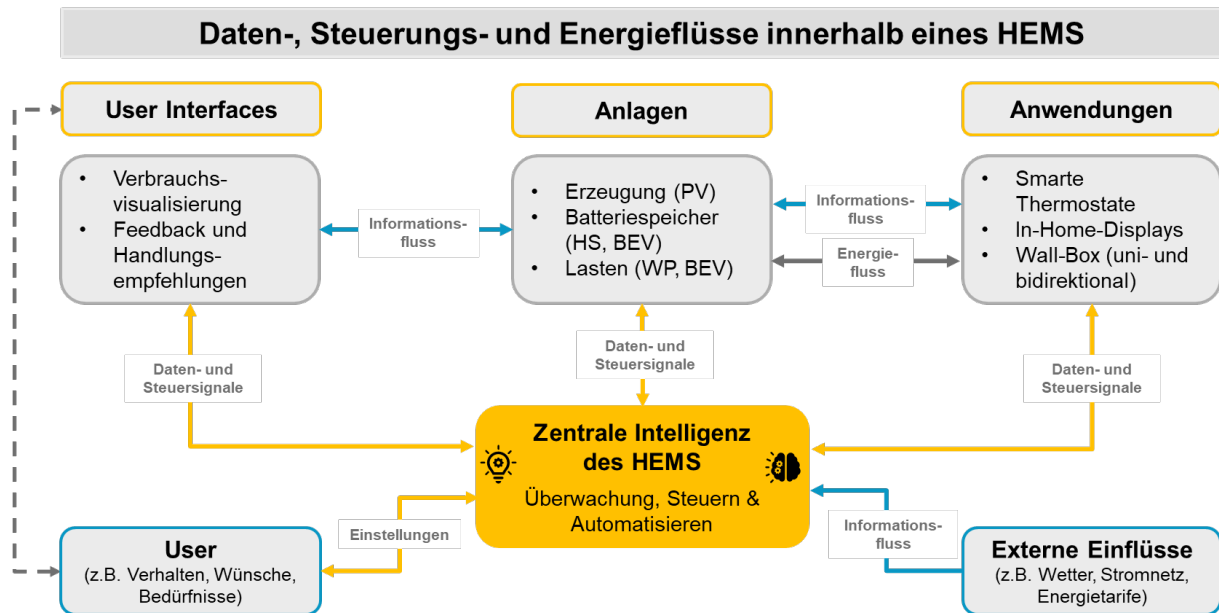 Daten-, Steuerungs- und Energieflüsse innerhalb eines HEMS
User Interfaces
Anlagen
Anwendungen
• Verbrauchs-
visualisierung
• Feedback und
Handlungs-
empfehlungen
Informations-
fluss
• Erzeugung (PV)
• Batteriespeicher
(HS, BEV)
• Lasten (WP, BEV)
Informations-
fluss
Energie-
fluss
• Smarte
Thermostate
• In-Home-Displays
• Wall-Box (uni- und
bidirektional)
Daten- und
Steuersignale
Daten- und
Steuersignale
Daten- und
Steuersignale
Zentrale Intelligenz
des HEMS
Überwachung, Steuern &
Automatisieren
Einstellungen
Informations-
fluss
User
(z.B. Verhalten, Wünsche,
Bedürfnisse)
Externe Einflüsse
(z.B. Wetter, Stromnetz,
Energietarife)